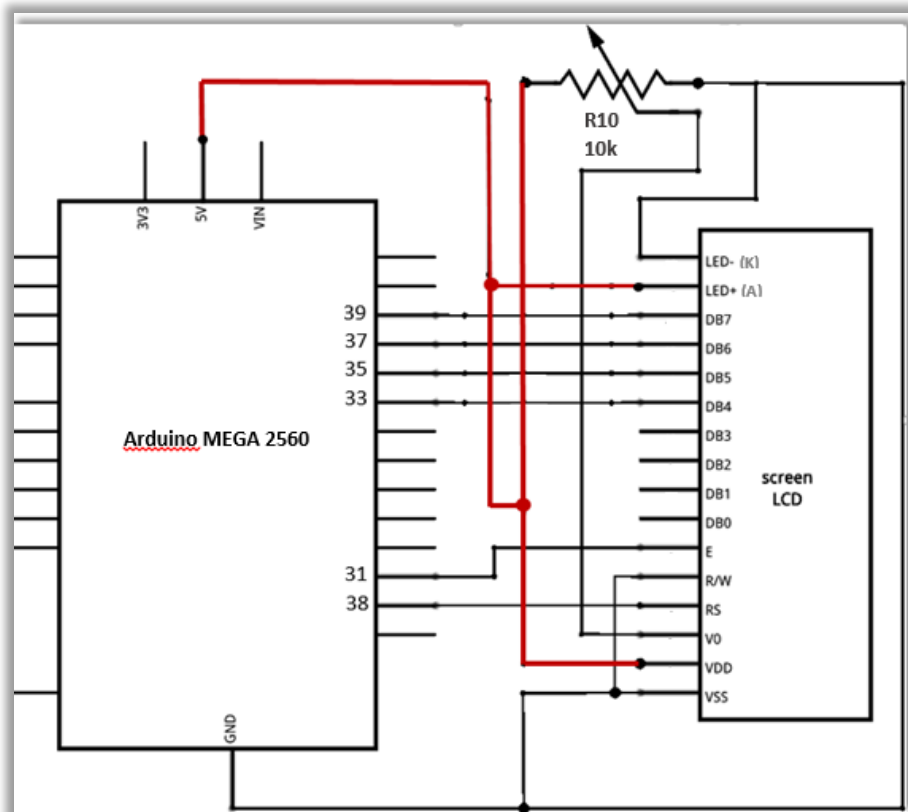 R10
10k
3V3
5V
VIN
39
37
35
33
Arduino MEGA 2560
31
38
GND
LED- (K)
LED+ (A)
DB7
DB6
DB5
DB4
DB3
DB2
DB1
DB0
E
R/W
RS
V0
VDD
VSS
screen
LCD